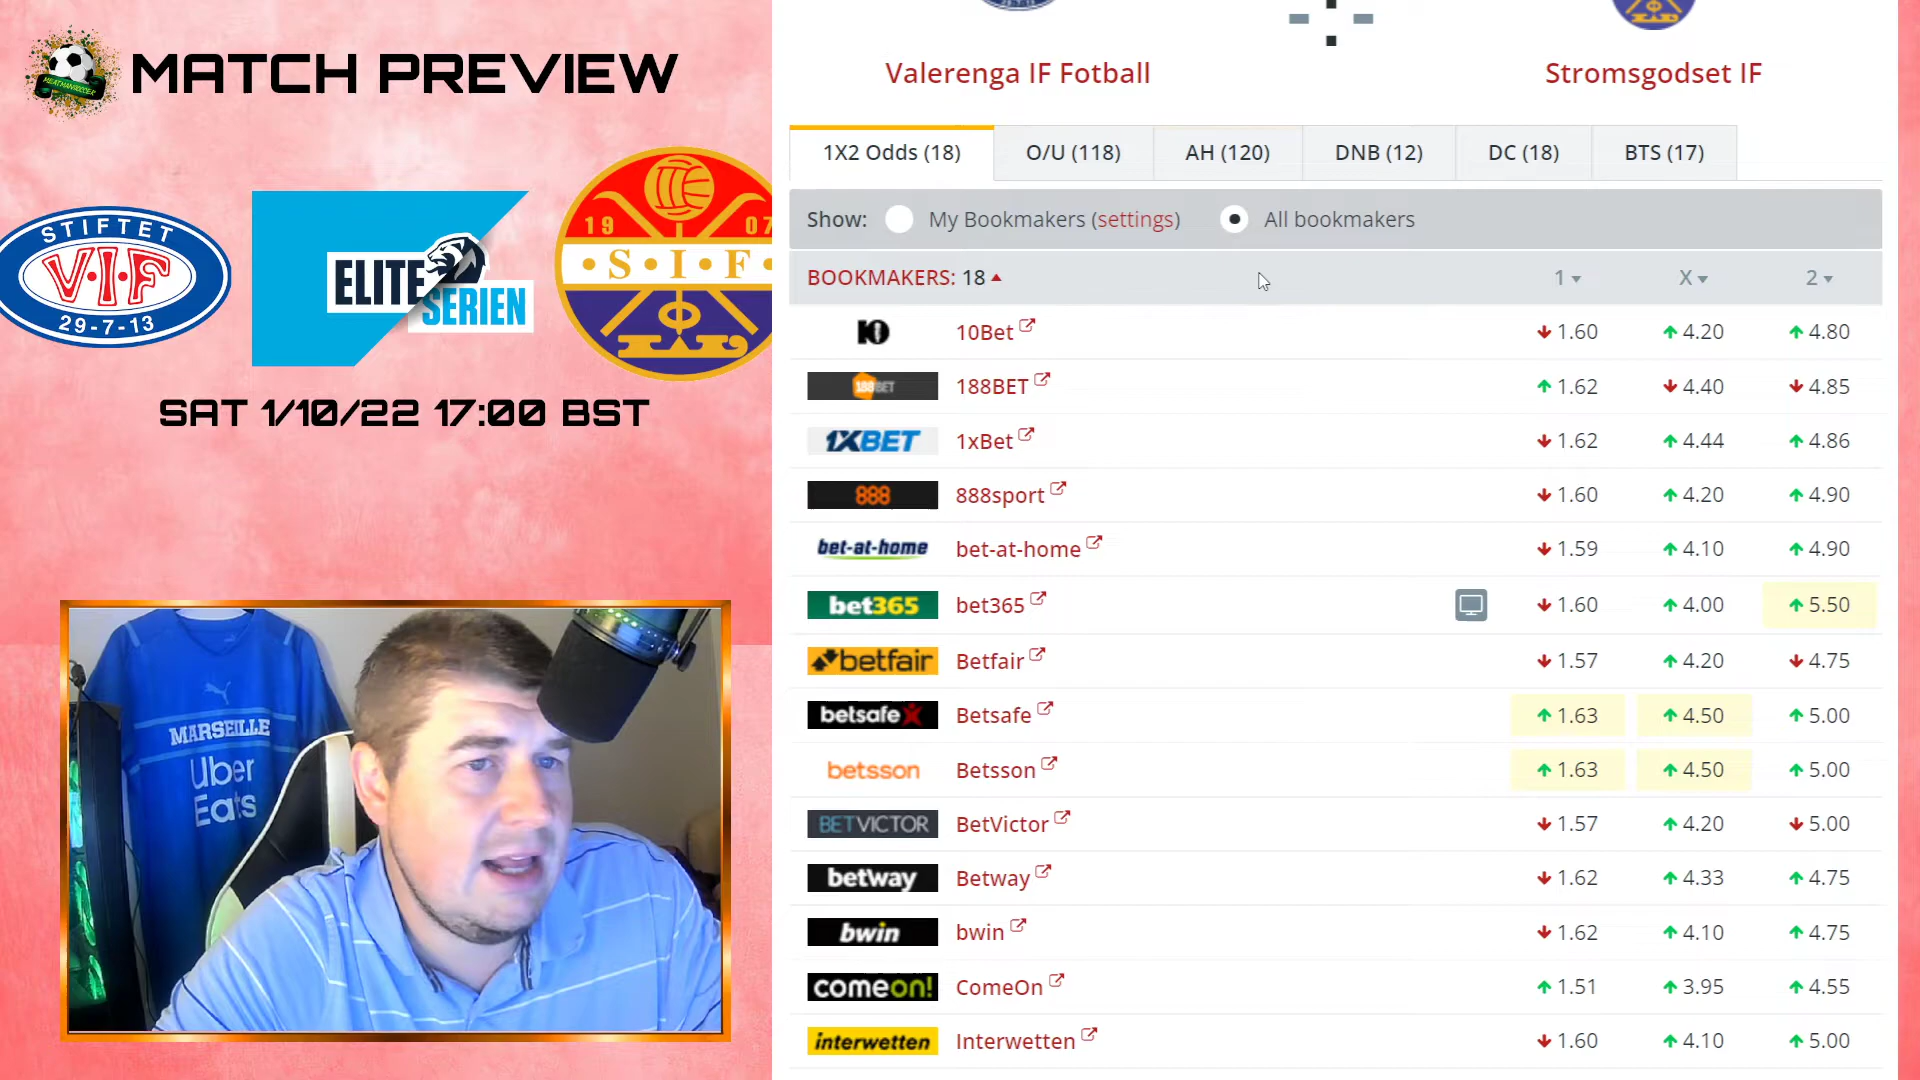 MEATMANSOCCER
MATCH PREVIEW
STIFTET
V.I.F
29-7-13
ELITE
SERIEN
19 07
• S • I • F •
SAT 1/10/22 17:00 BST
MARSEILLE
Uber
Eats
29-7-13
Valerenga IF Fotball
Stromsgodset IF
1X2 Odds (18) O/U (118) AH (120) DNB (12) DC (18) BTS (17)
Show: My Bookmakers (settings) All bookmakers
BOOKMAKERS: 18 1 X 2
10 10Bet 1.60 4.20 4.80
188BET 188BET 1.62 4.40 4.85
1XBET 1xBet 1.62 4.44 4.86
888 888sport 1.60 4.20 4.90
bet-at-home bet-at-home 1.59 4.10 4.90
bet365 bet365 1.60 4.00 5.50
betfair Betfair 1.57 4.20 4.75
betsafe Betsafe 1.63 4.50 5.00
betsson Betsson 1.63 4.50 5.00
BETVICTOR BetVictor 1.57 4.20 5.00
betway Betway 1.62 4.33 4.75
bwin bwin 1.62 4.10 4.75
comeon! ComeOn 1.51 3.95 4.55
interwetten Interwetten 1.60 4.10 5.00